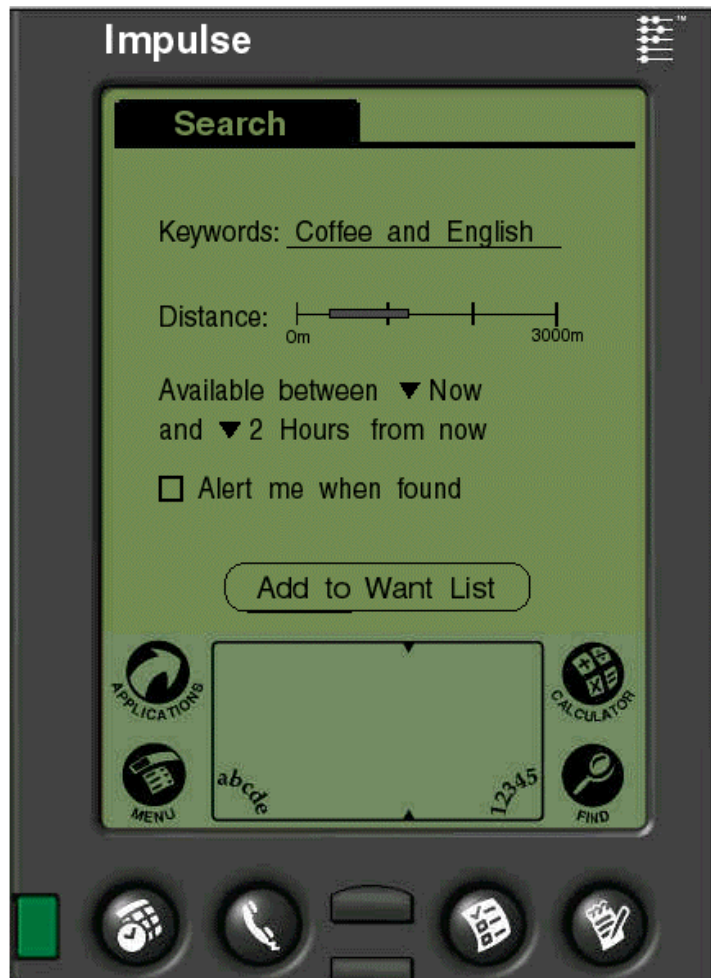 Impulse
TM
Search
Keywords: Coffee and English
Distance:
0m 3000m
Available between ▼ Now
and ▼ 2 Hours from now
Alert me when found
Add to Want List
APPLICATIONS
CALCULATOR
abcde
12345
MENU
FIND